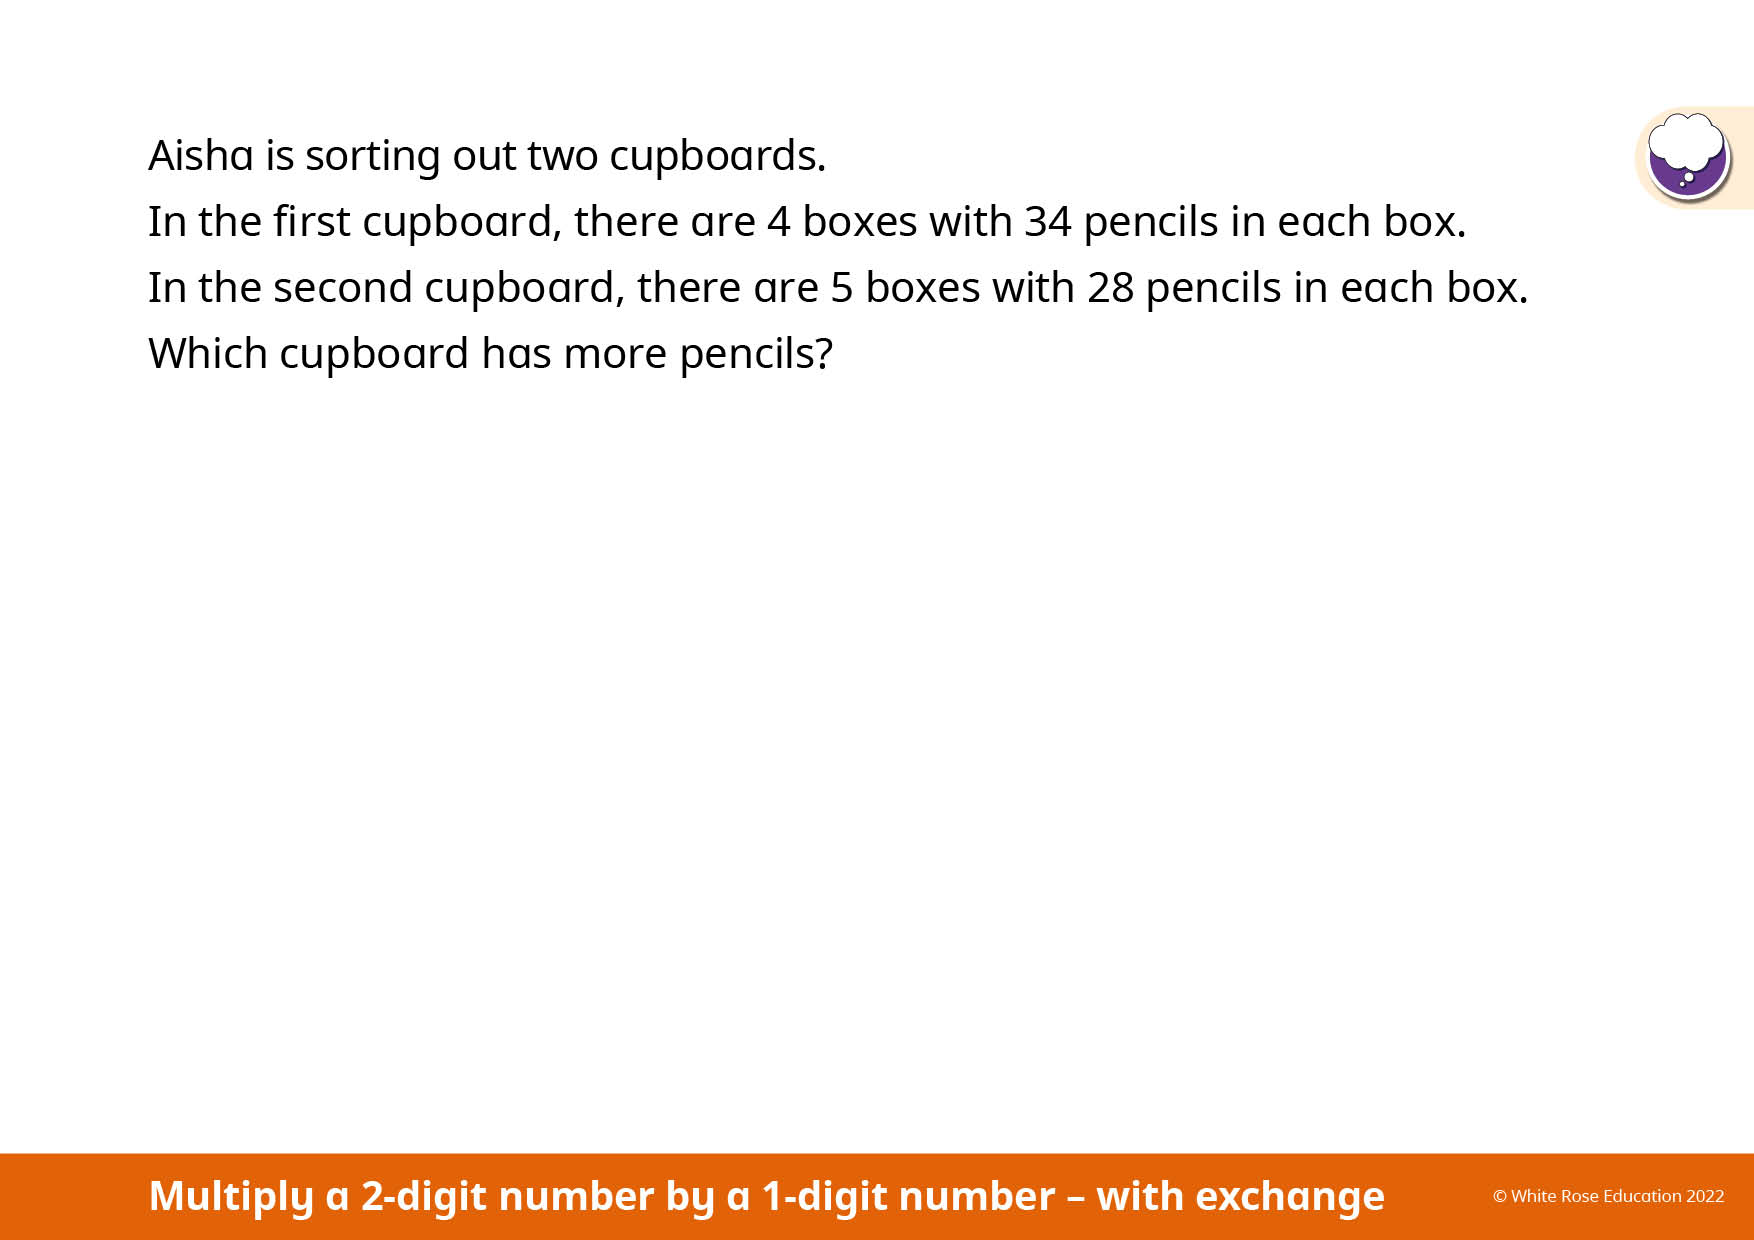 Aisha is sorting out two cupboards.
In the first cupboard, there are 4 boxes with 34 pencils in each box.
In the second cupboard, there are 5 boxes with 28 pencils in each box.
Which cupboard has more pencils?
Multiply a 2-digit number by a 1-digit number – with exchange
© White Rose Education 2022